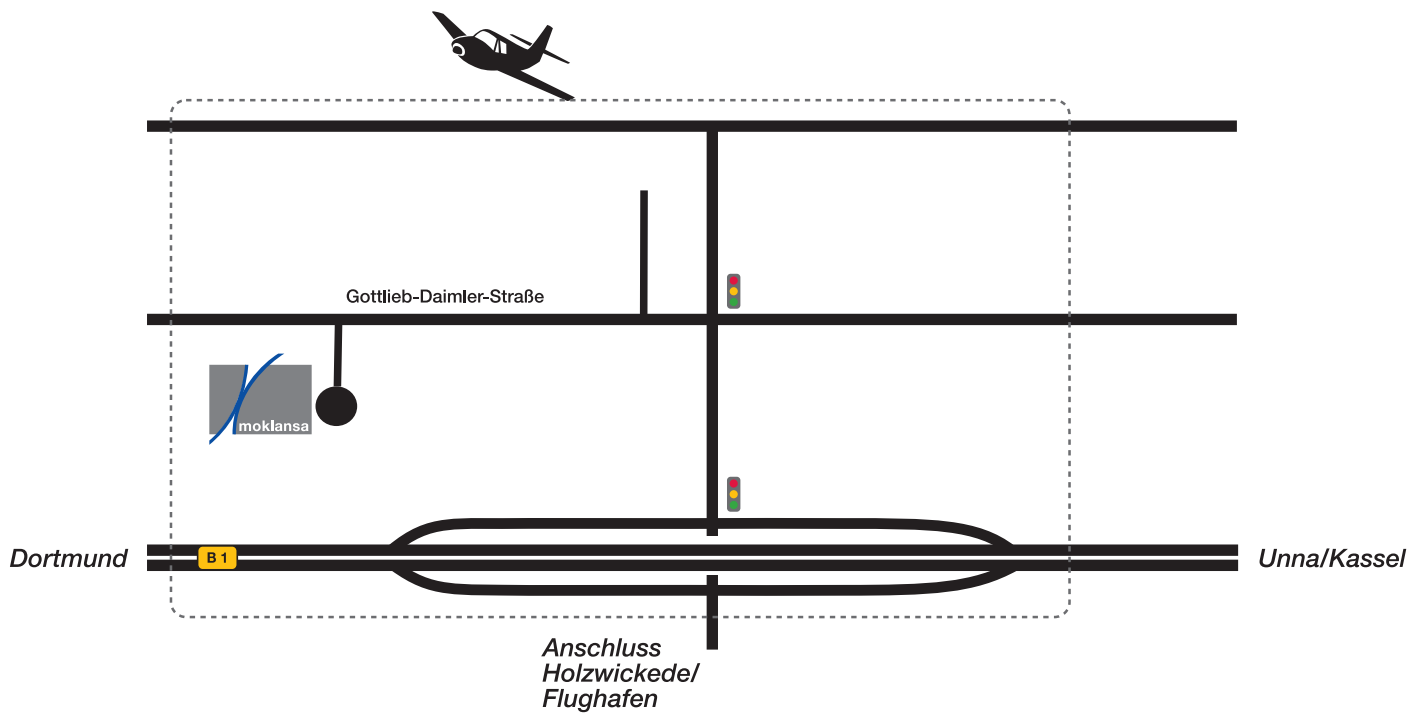 Gottlieb-Daimler-Straße
moklansa
Dortmund
B 1
Unna/Kassel
Anschluss
Holzwickede/
Flughafen